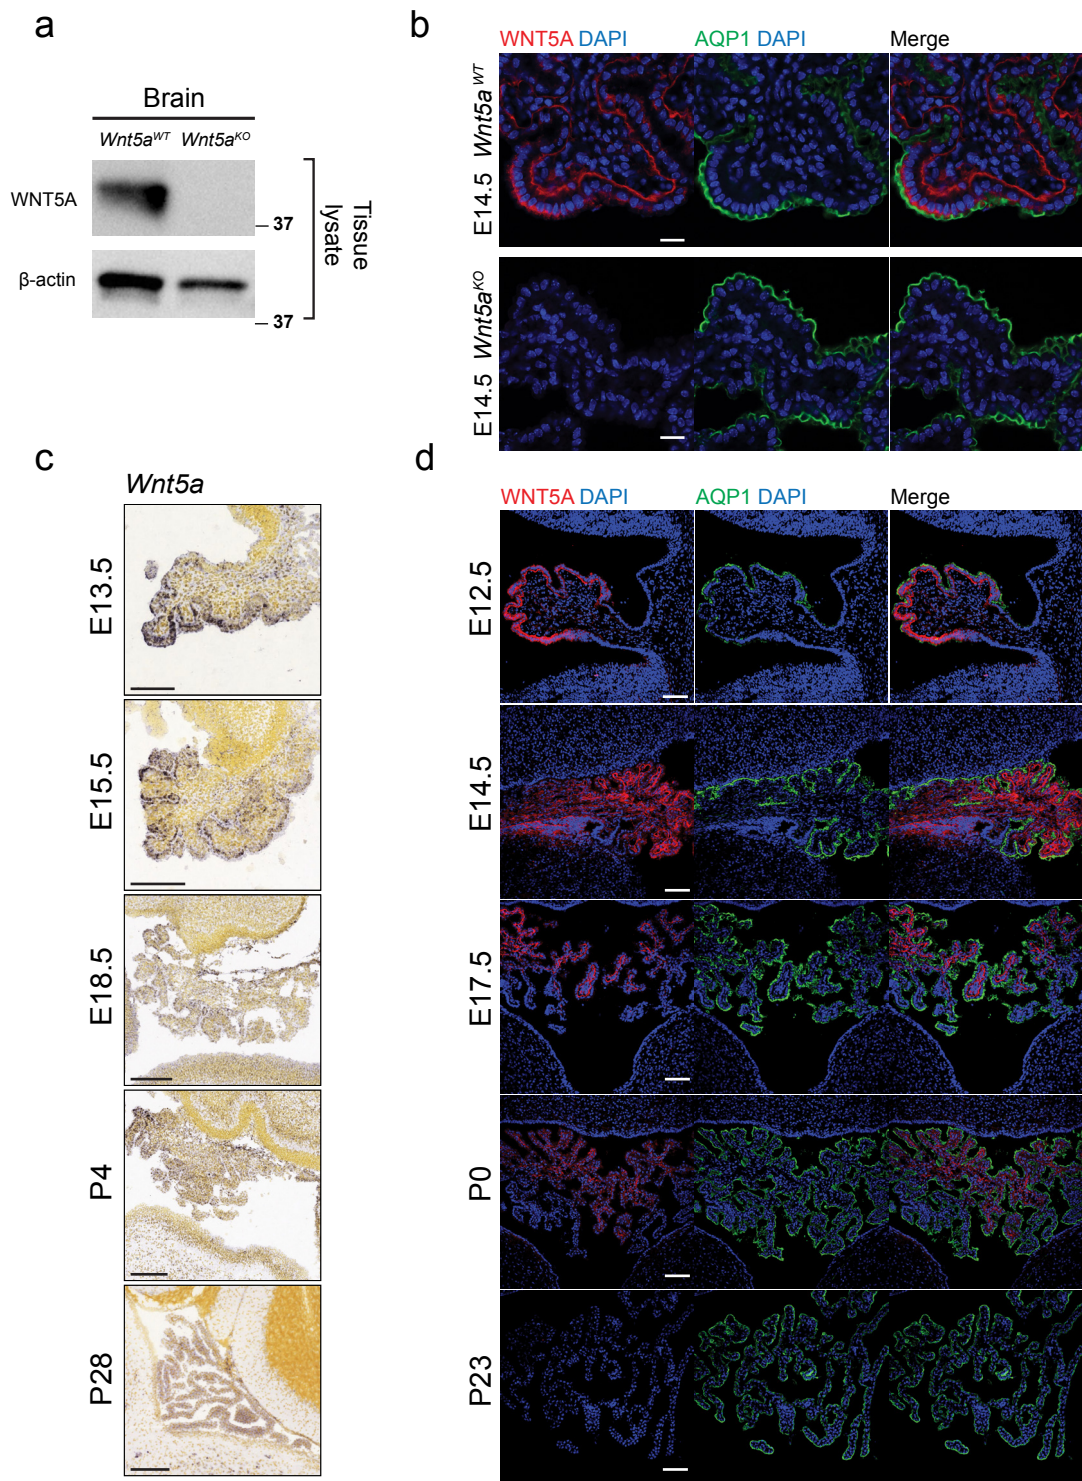 a
Brain
Wnt5aWT Wnt5aKO
WNT5A
37
β-actin
37
Tissue lysate
b
WNT5A DAPI AQP1 DAPI Merge
E14.5 Wnt5aWT
E14.5 Wnt5aKO
c
Wnt5a
E13.5
E15.5
E18.5
P4
P28
d
WNT5A DAPI AQP1 DAPI Merge
E12.5
E14.5
E17.5
P0
P23